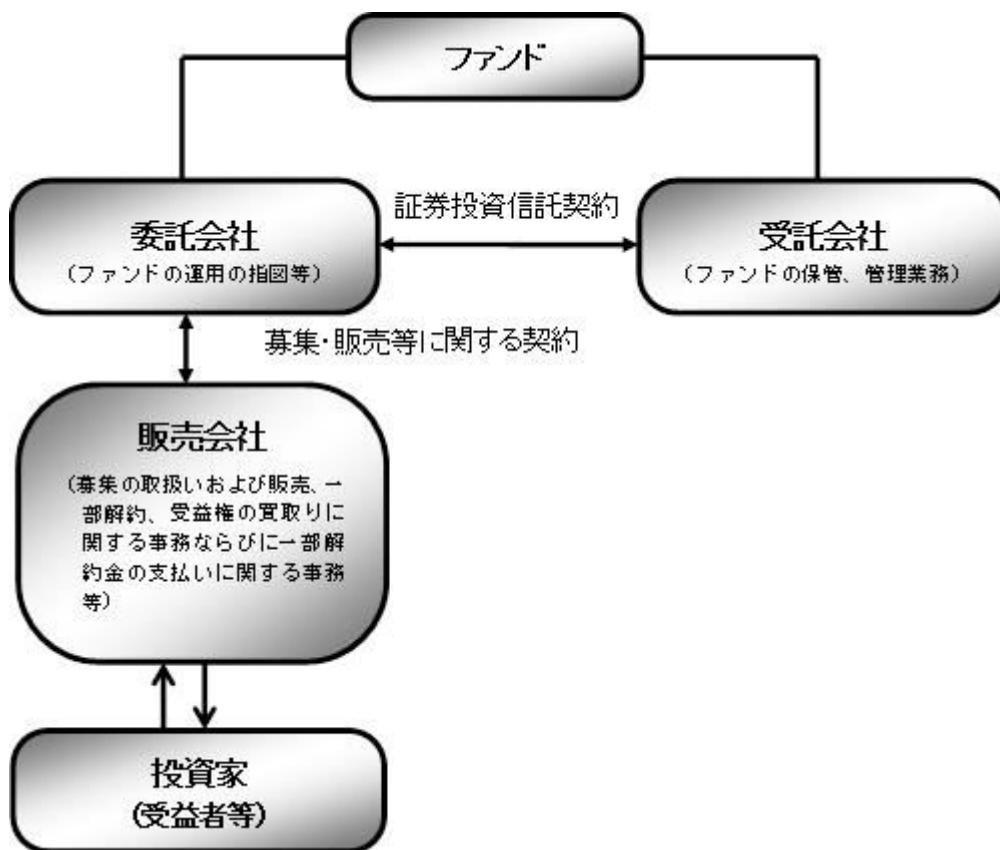 ファンド
委託会社
（ファンドの運用の指図等）
証券投資信託契約
受託会社
（ファンドの保管、管理業務）
募集・販売等に関する契約
販売会社
（募集の取扱いおよび販売、一
部解約、受益権の買取りに
関する事務ならびに一部解
約金の支払いに関する事務
等）
投資家
（受益者等）